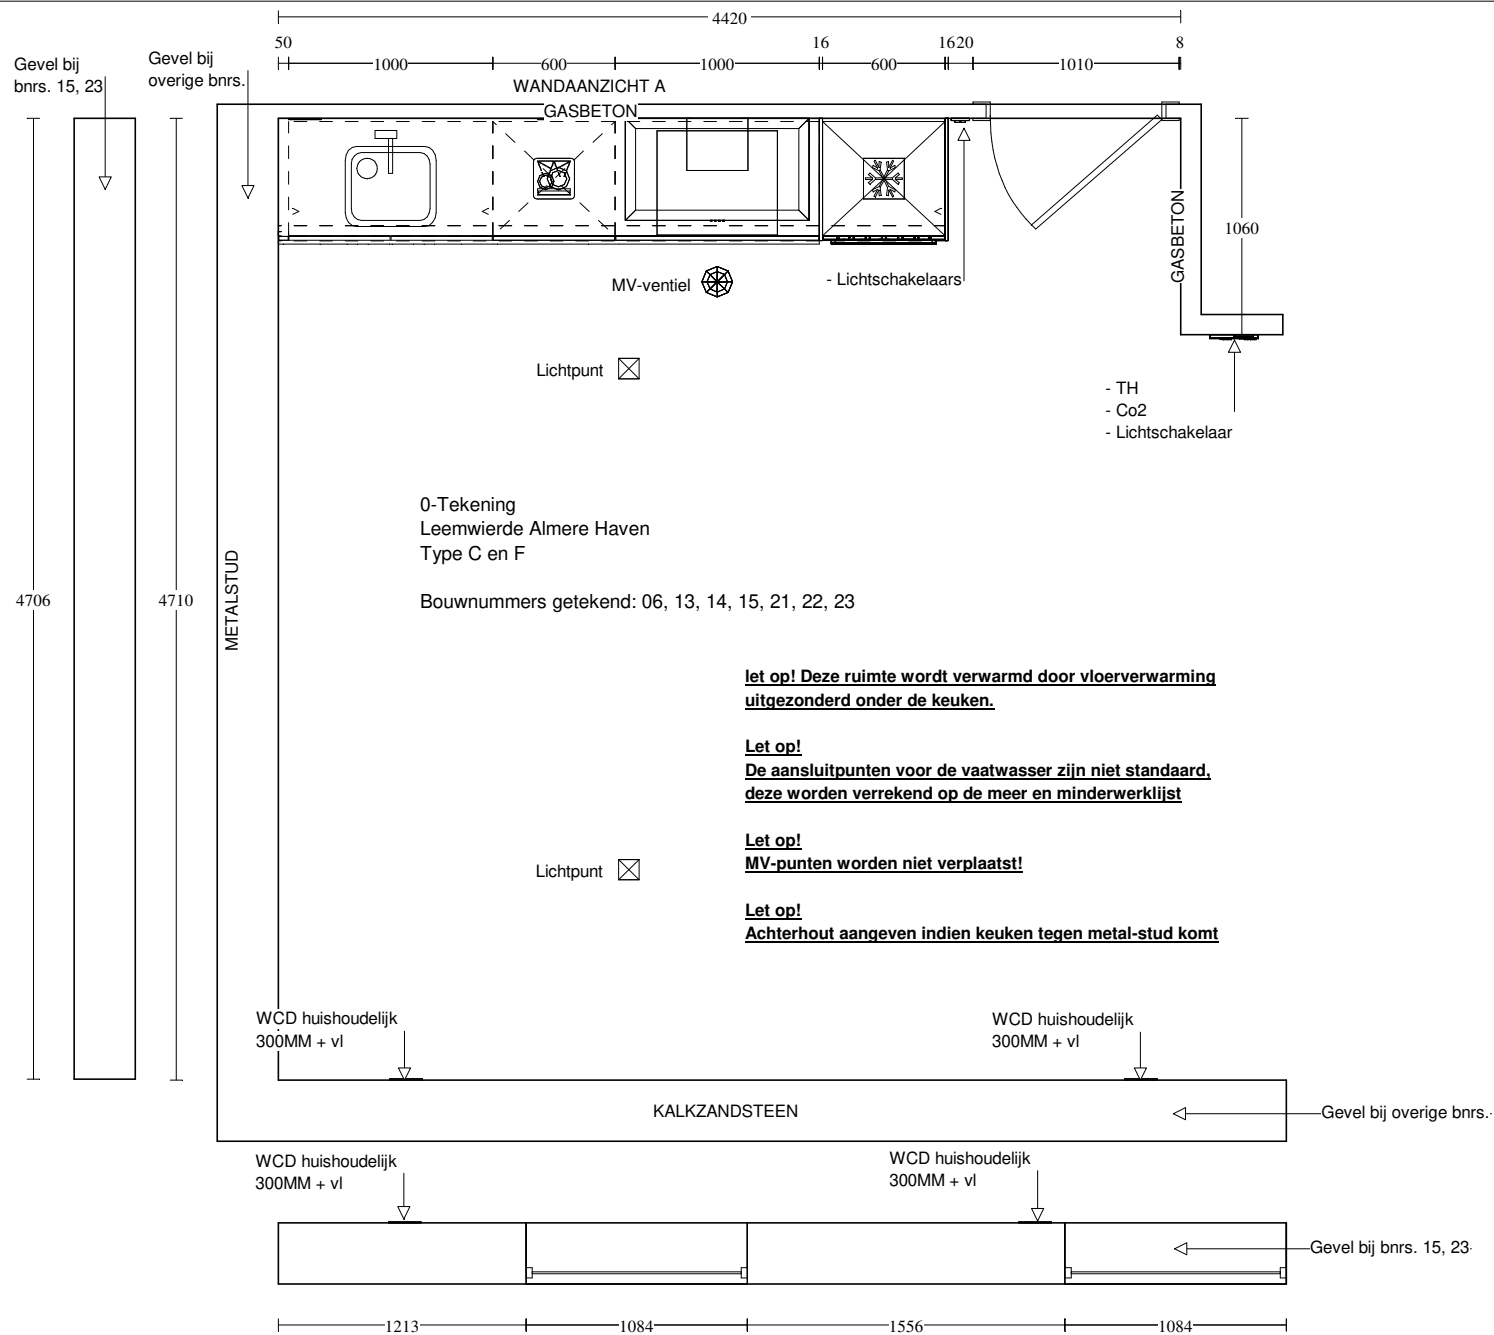 4420
50
16
1620
8
1000
600
1000
600
1010
Gevel bij
bnrs. 15, 23
Gevel bij
overige bnrs.
WANDAANZICHT A
GASBETON
GASBETON
1060
MV-ventiel
- Lichtschakelaars
Lichtpunt
- TH
- Co2
- Lichtschakelaar
0-Tekening
Leemwierde Almere Haven
Type C en F
Bouwnummers getekend: 06, 13, 14, 15, 21, 22, 23
4706
4710
METALSTUD
let op! Deze ruimte wordt verwarmd door vloerverwarming
uitgezonderd onder de keuken.
Let op!
De aansluitpunten voor de vaatwasser zijn niet standaard,
deze worden verrekend op de meer en minderwerklijst
Let op!
MV-punten worden niet verplaatst!
Lichtpunt
Let op!
Achterhout aangeven indien keuken tegen metal-stud komt
WCD huishoudelijk
300MM + vl
WCD huishoudelijk
300MM + vl
KALKZANDSTEEN
Gevel bij overige bnrs.
WCD huishoudelijk
300MM + vl
WCD huishoudelijk
300MM + vl
Gevel bij bnrs. 15, 23
1213
1084
1556
1084